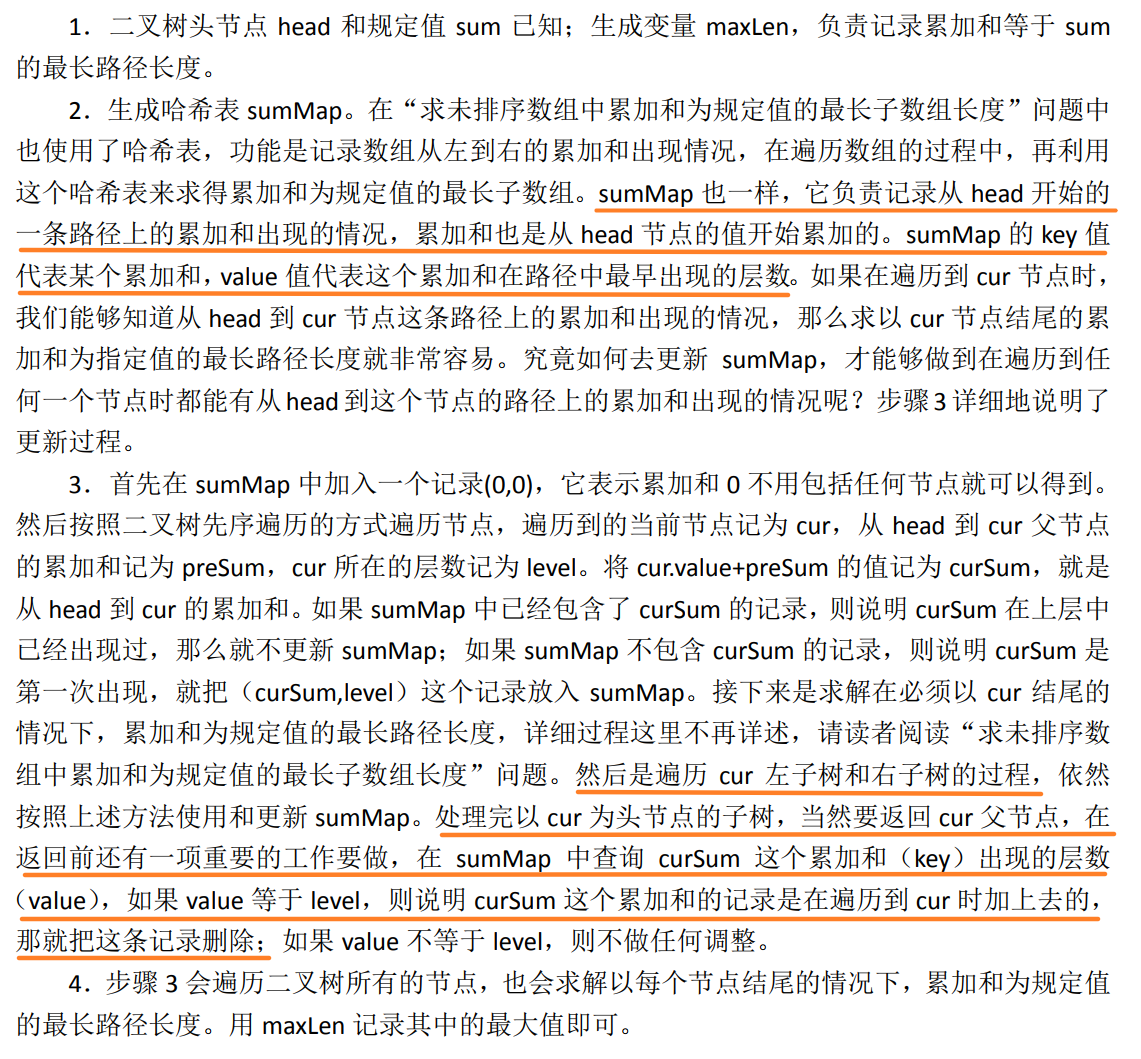 1．二叉树头节点 head 和规定值 sum 已知；生成变量 maxLen，负责记录累加和等于 sum
的最长路径长度。
2．生成哈希表 sumMap。在“求未排序数组中累加和为规定值的最长子数组长度”问题中
也使用了哈希表，功能是记录数组从左到右的累加和出现情况，在遍历数组的过程中，再利用
这个哈希表来求得累加和为规定值的最长子数组。sumMap 也一样，它负责记录从 head 开始的
一条路径上的累加和出现的情况，累加和也是从 head 节点的值开始累加的。sumMap 的 key 值
代表某个累加和，value 值代表这个累加和在路径中最早出现的层数。如果在遍历到 cur 节点时，
我们能够知道从 head 到 cur 节点这条路径上的累加和出现的情况，那么求以 cur 节点结尾的累
加和为指定值的最长路径长度就非常容易。究竟如何去更新 sumMap，才能够做到在遍历到任
何一个节点时都能有从 head 到这个节点的路径上的累加和出现的情况呢？步骤 3 详细地说明了
更新过程。
3．首先在 sumMap 中加入一个记录(0,0)，它表示累加和 0 不用包括任何节点就可以得到。
然后按照二叉树先序遍历的方式遍历节点，遍历到的当前节点记为 cur，从 head 到 cur 父节点
的累加和记为 preSum，cur 所在的层数记为 level。将 cur.value+preSum 的值记为 curSum，就是
从 head 到 cur 的累加和。如果 sumMap 中已经包含了 curSum 的记录，则说明 curSum 在上层中
已经出现过，那么就不更新 sumMap；如果 sumMap 不包含 curSum 的记录，则说明 curSum 是
第一次出现，就把（curSum,level）这个记录放入 sumMap。接下来是求解在必须以 cur 结尾的
情况下，累加和为规定值的最长路径长度，详细过程这里不再详述，请读者阅读“求未排序数
组中累加和为规定值的最长子数组长度”问题。然后是遍历 cur 左子树和右子树的过程，依然
按照上述方法使用和更新 sumMap。处理完以 cur 为头节点的子树，当然要返回 cur 父节点，在
返回前还有一项重要的工作要做，在 sumMap 中查询 curSum 这个累加和（key）出现的层数
（value），如果 value 等于 level，则说明 curSum 这个累加和的记录是在遍历到 cur 时加上去的，
那就把这条记录删除；如果 value 不等于 level，则不做任何调整。
4．步骤 3 会遍历二叉树所有的节点，也会求解以每个节点结尾的情况下，累加和为规定值
的最长路径长度。用 maxLen 记录其中的最大值即可。